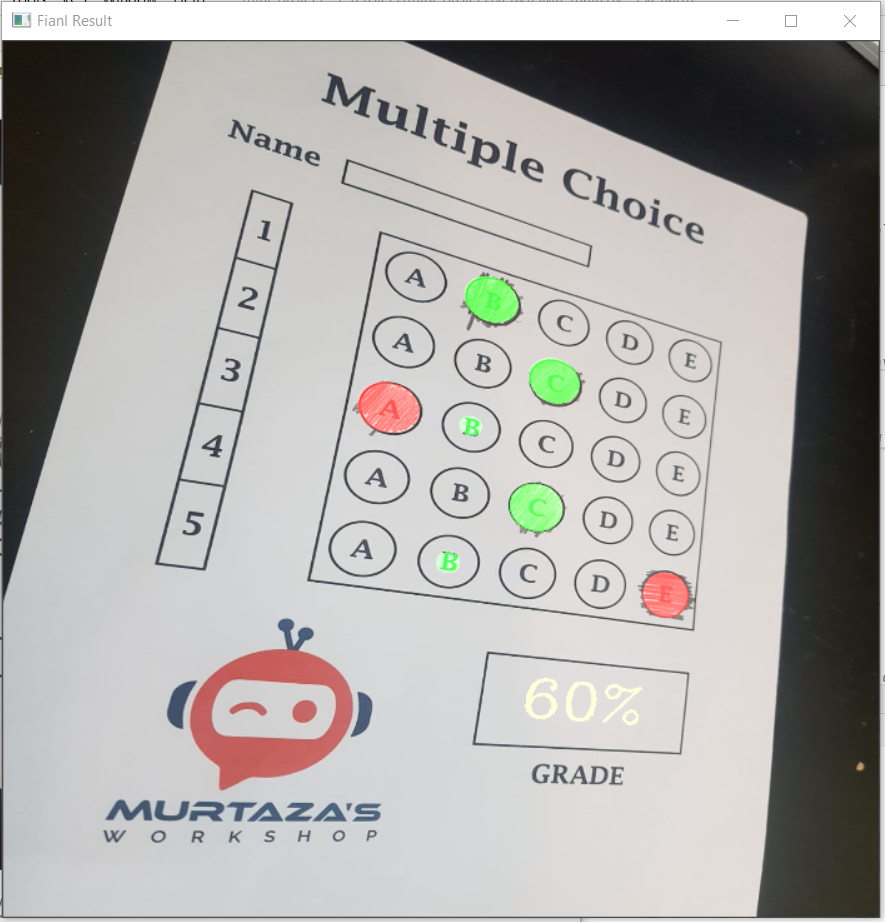 Fianl Result
Multiple Choice
Name
1
2
3
4
5
A B C D E
A B C D E
A B C D E
A B C D E
A B C D E
60%
GRADE
MURTAZA'S
WORKSHOP